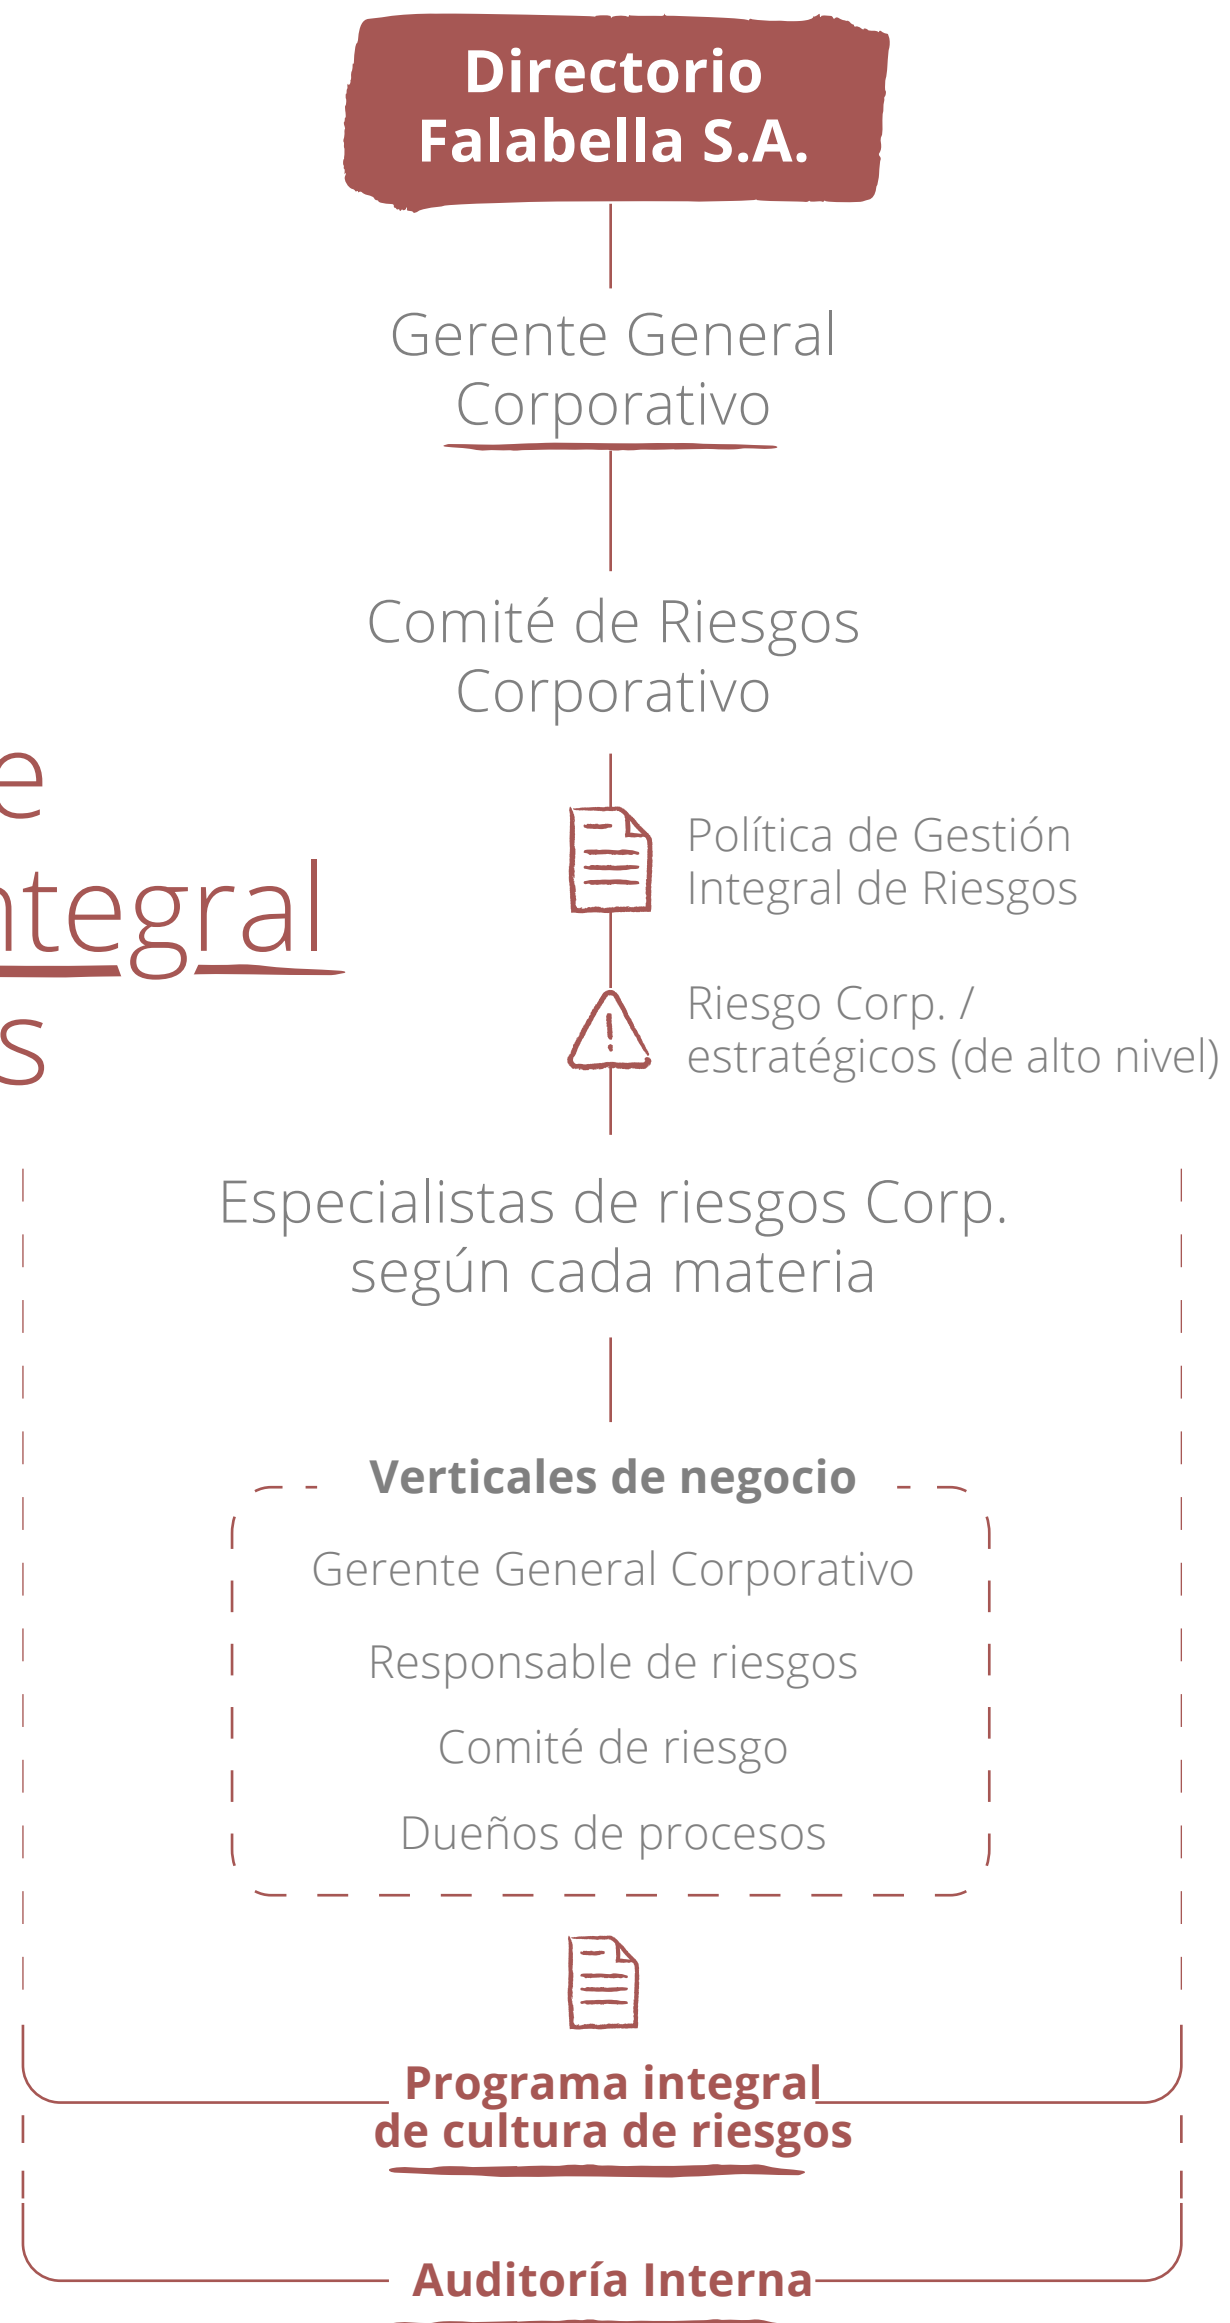 Directorio
Falabella S.A.
Gerente General
Corporativo
Comité de Riesgos
Corporativo
Política de Gestión
Integral de Riesgos
Riesgo Corp. /
estratégicos (de alto nivel)
Especialistas de riesgos Corp.
según cada materia
Verticales de negocio
Gerente General Corporativo
Responsable de riesgos
Comité de riesgo
Dueños de procesos
Programa integral
de cultura de riesgos
Auditoría Interna